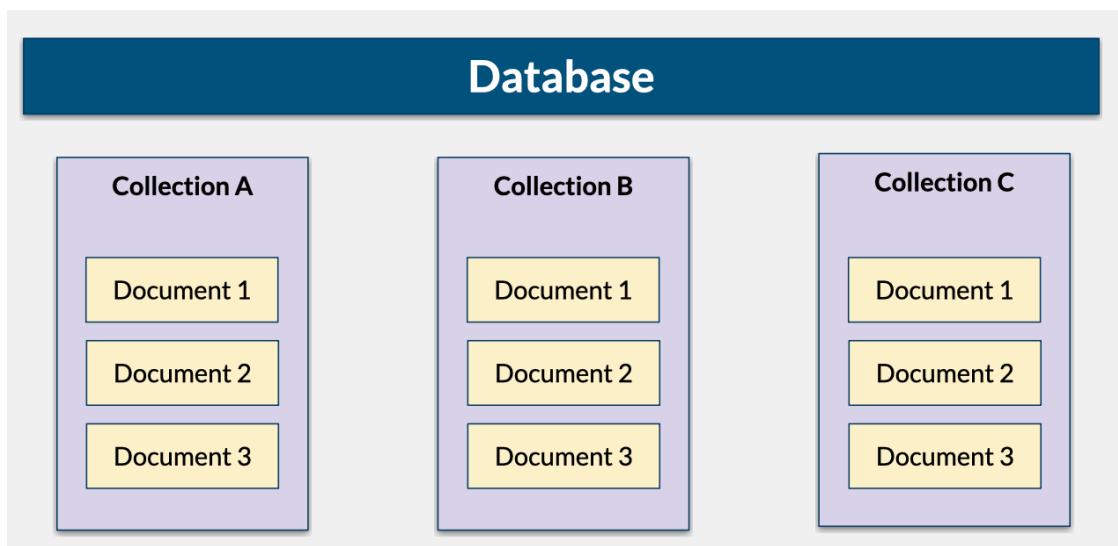 Database
Collection A
Document 1
Document 2
Document 3
Collection B
Document 1
Document 2
Document 3
Collection C
Document 1
Document 2
Document 3